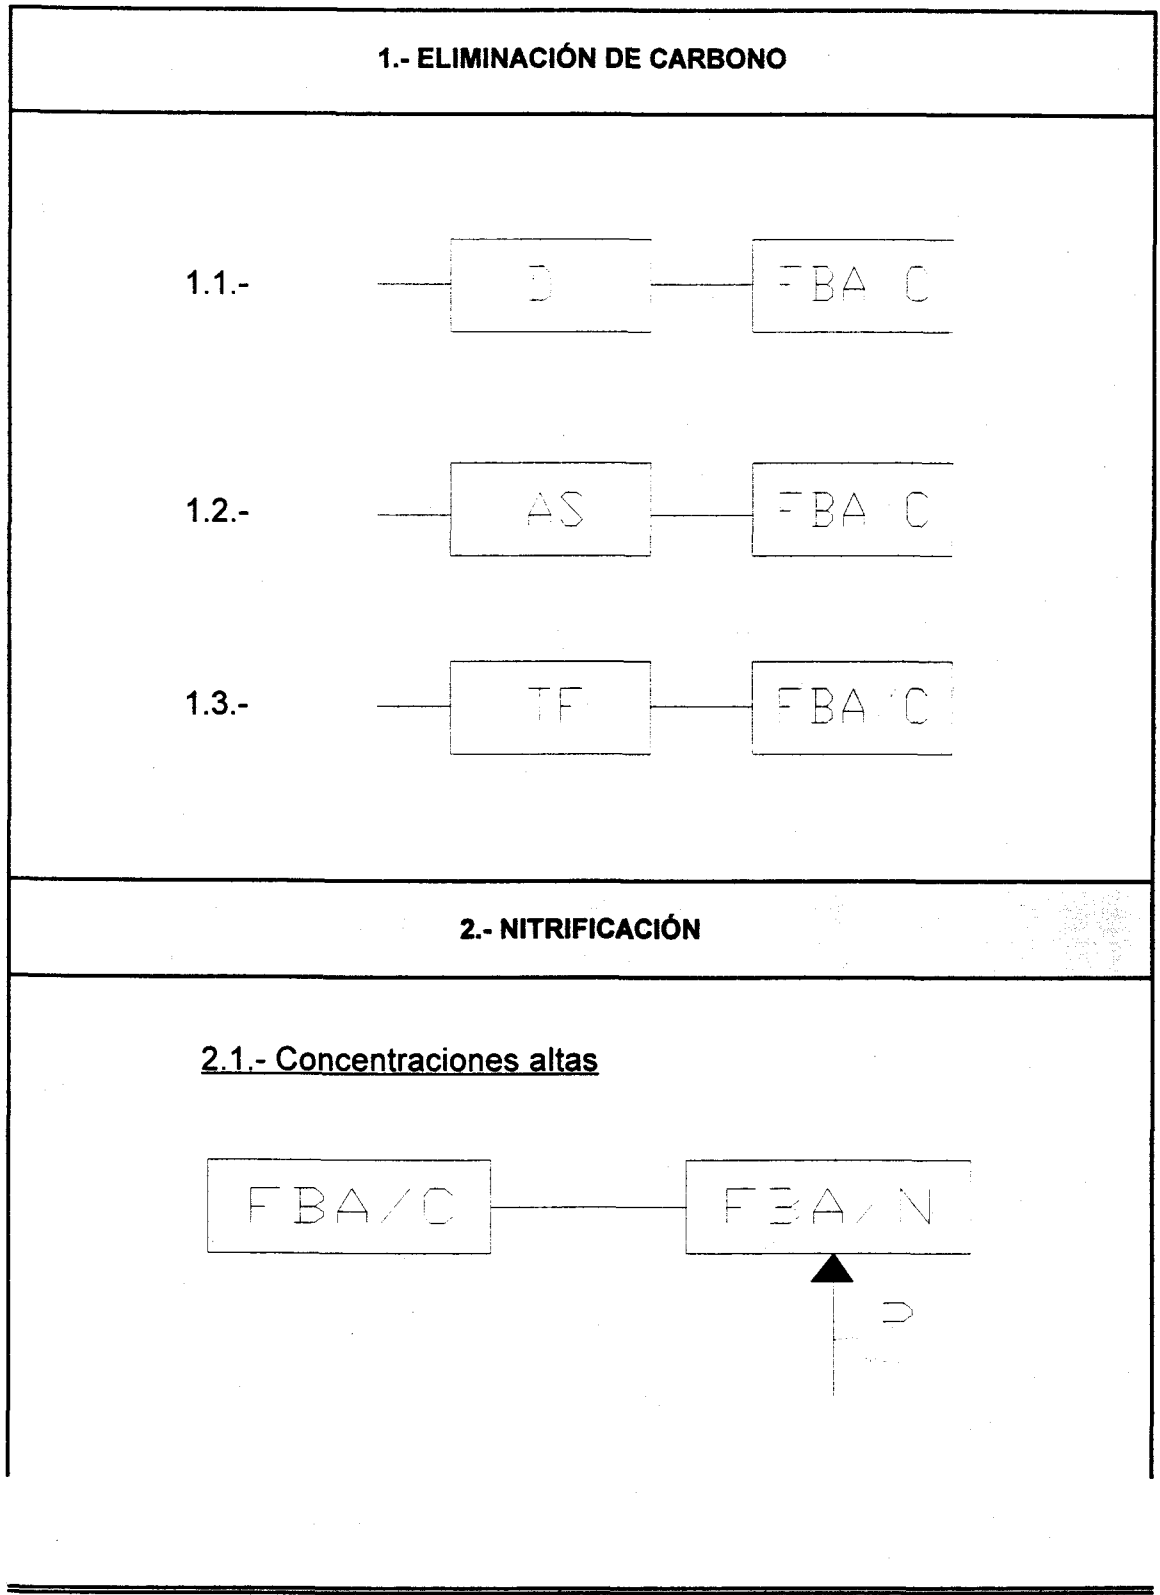 1.- ELIMINACIÓN DE CARBONO
1.1.- D FBA C
1.2.- AS FBA C
1.3.- TF FBA/C
2.- NITRIFICACIÓN
2.1.- Concentraciones altas
FBA/C FBA/N